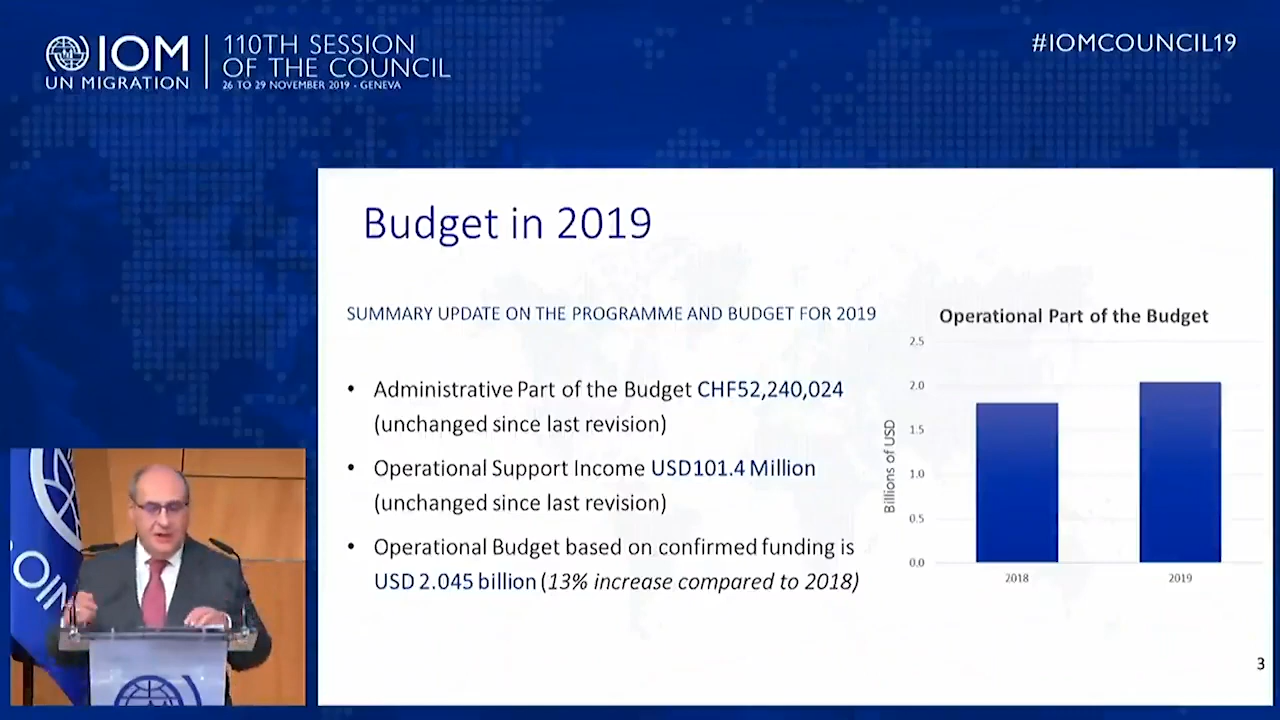 IOM
UN MIGRATION
110TH SESSION
OF THE COUNCIL
26 TO 29 NOVEMBER 2019 - GENEVA
#IOMCOUNCIL19
Budget in 2019
SUMMARY UPDATE ON THE PROGRAMME AND BUDGET FOR 2019
• Administrative Part of the Budget CHF52,240,024
(unchanged since last revision)
• Operational Support Income USD101.4 Million
(unchanged since last revision)
• Operational Budget based on confirmed funding is
USD 2.045 billion (13% increase compared to 2018)
Operational Part of the Budget
Billions of USD
2.5
2.0
1.5
1.0
0.5
0.0
2018
2019
3